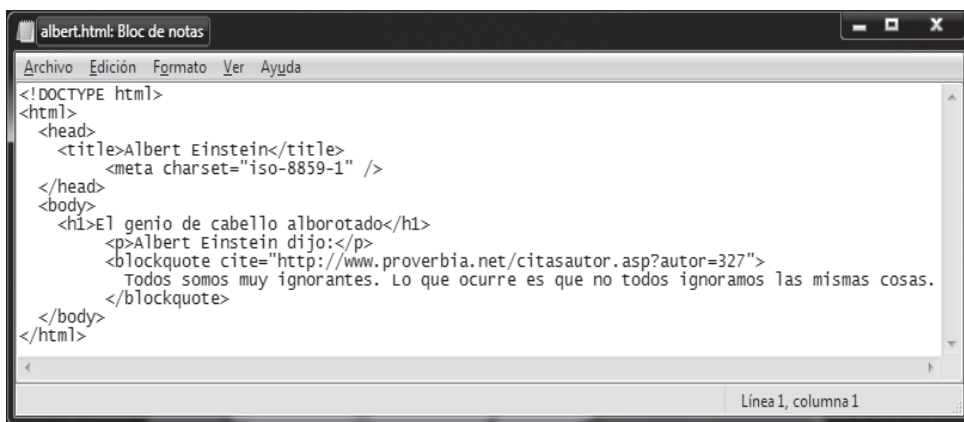 albert.html: Bloc de notas
Archivo Edición Formato Ver Ayuda
<!DOCTYPE html>
<html>
  <head>
    <title>Albert Einstein</title>
        <meta charset="iso-8859-1" />
  </head>
  <body>
    <h1>El genio de cabello alborotado</h1>
        <p>Albert Einstein dijo:</p>
        <blockquote cite="http://www.proverbia.net/citasautor.asp?autor=327">
          Todos somos muy ignorantes. Lo que ocurre es que no todos ignoramos las mismas cosas.
        </blockquote>
  </body>
</html>
Línea 1, columna 1